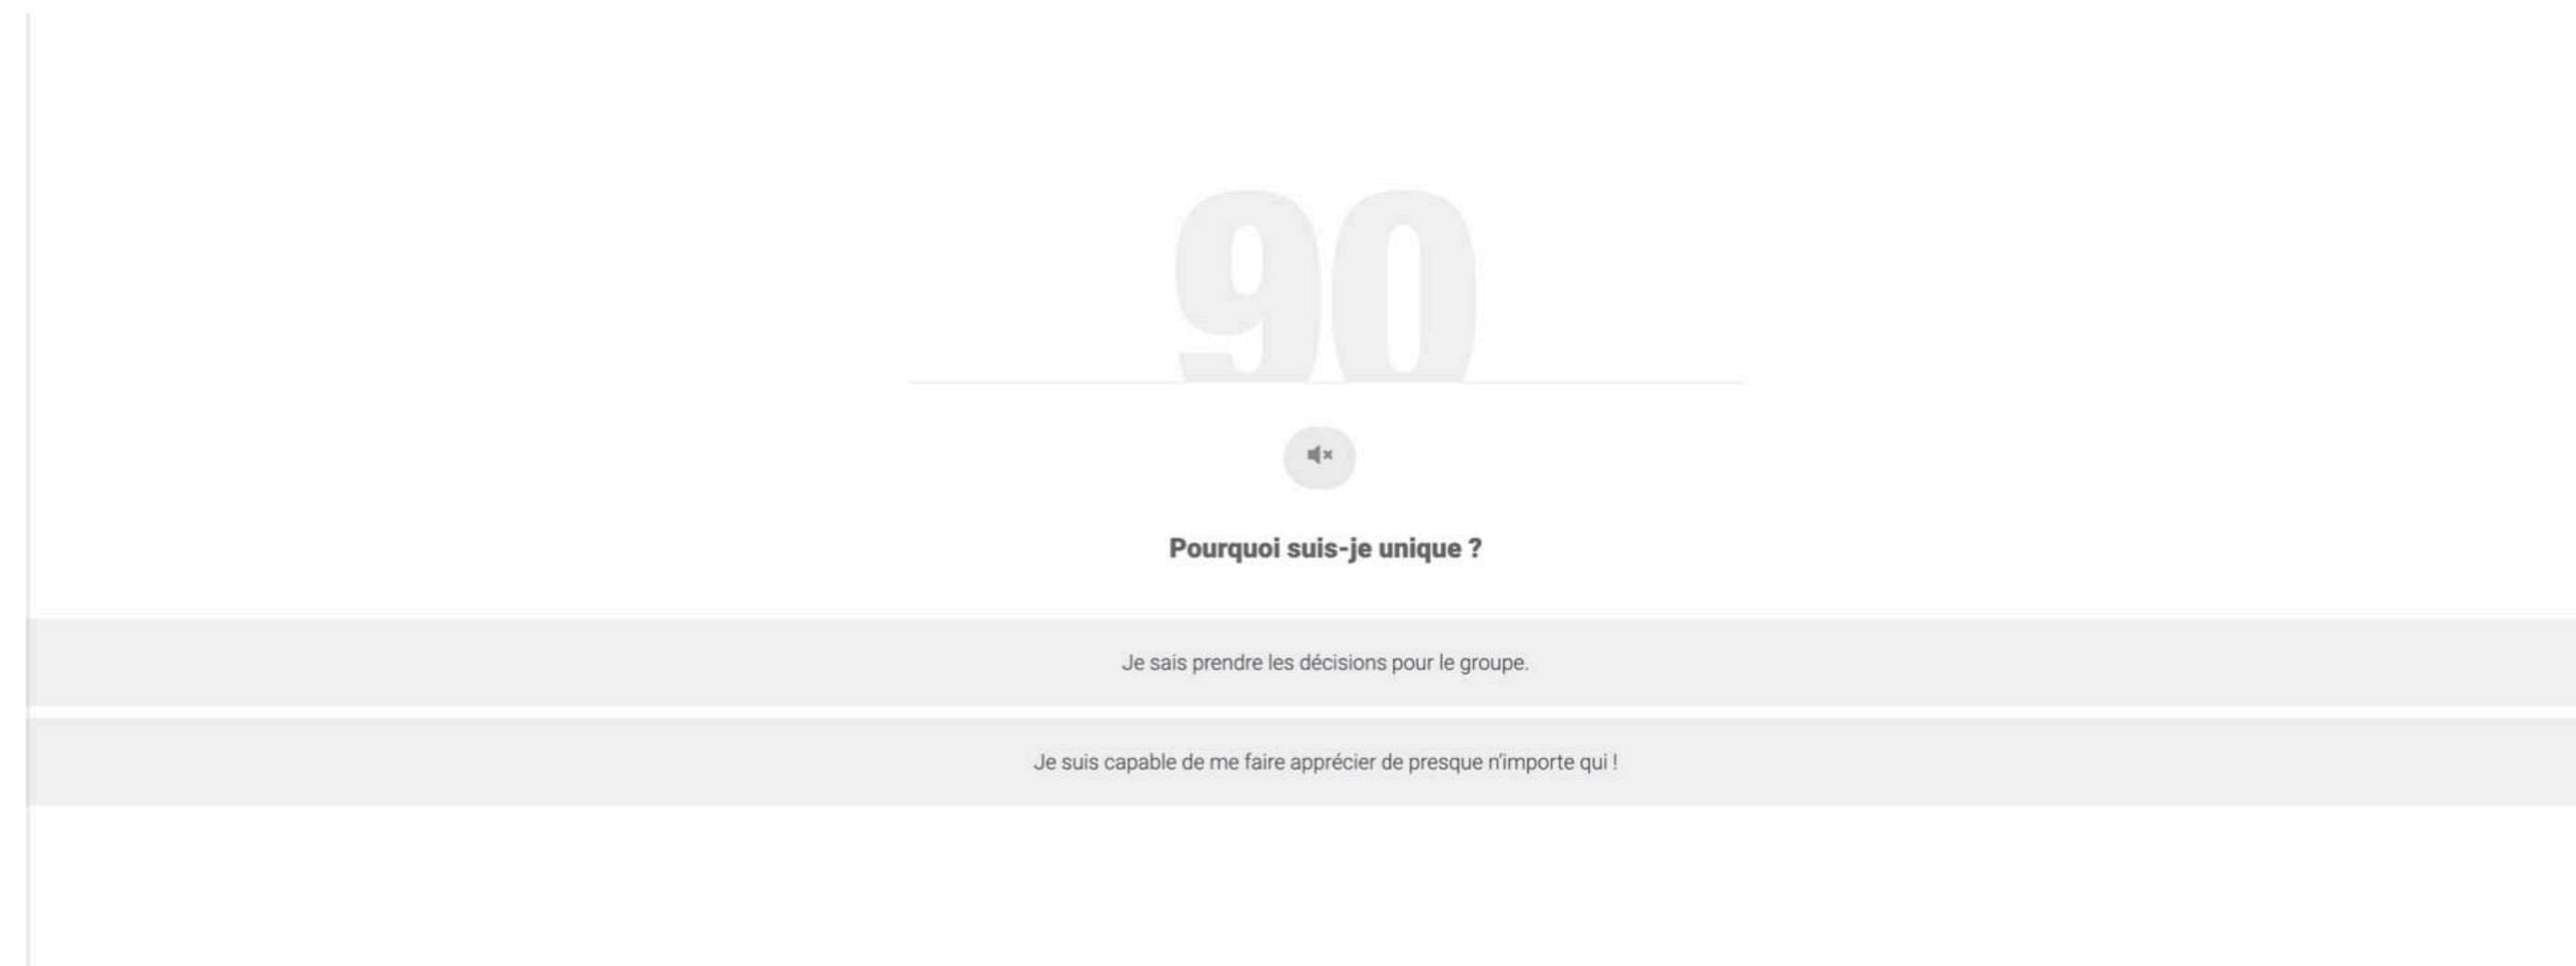 90
Pourquoi suis-je unique ?
Je sais prendre les décisions pour le groupe.
Je suis capable de me faire apprécier de presque n'importe qui !